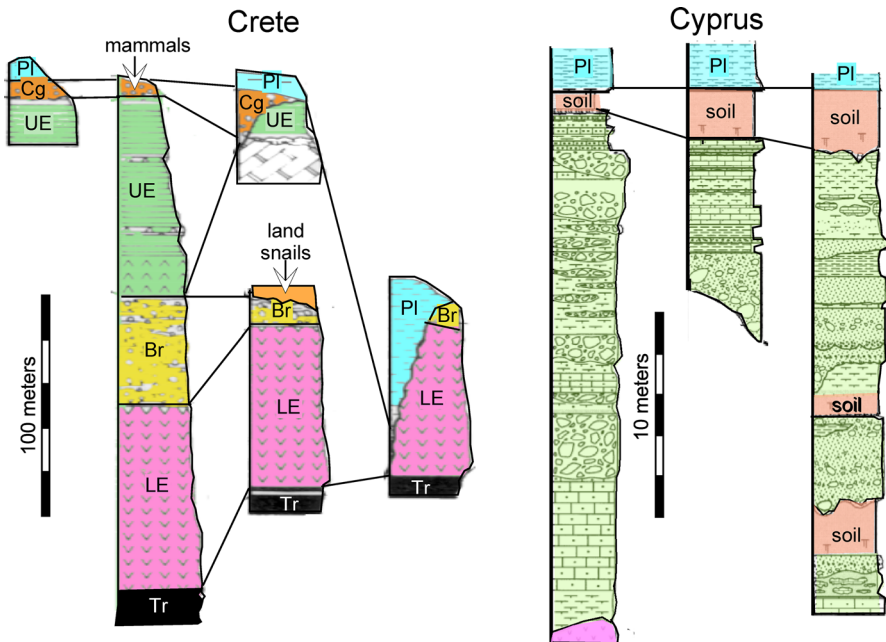 Crete
Cyprus
mammals
Pl
Cg
UE
UE
Br
LE
Tr
Pl
Cg
UE
land
snails
Br
LE
Tr
Pl
Br
LE
Tr
100 meters
Pl
soil
Pl
soil
Pl
soil
soil
soil
10 meters